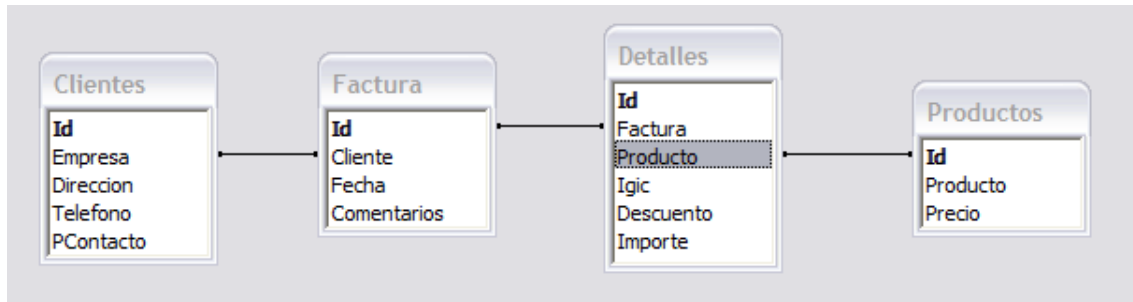 Clientes
Id
Empresa
Direccion
Telefono
PContacto
Factura
Id
Cliente
Fecha
Comentarios
Detalles
Id
Factura
Producto
Igic
Descuento
Importe
Productos
Id
Producto
Precio